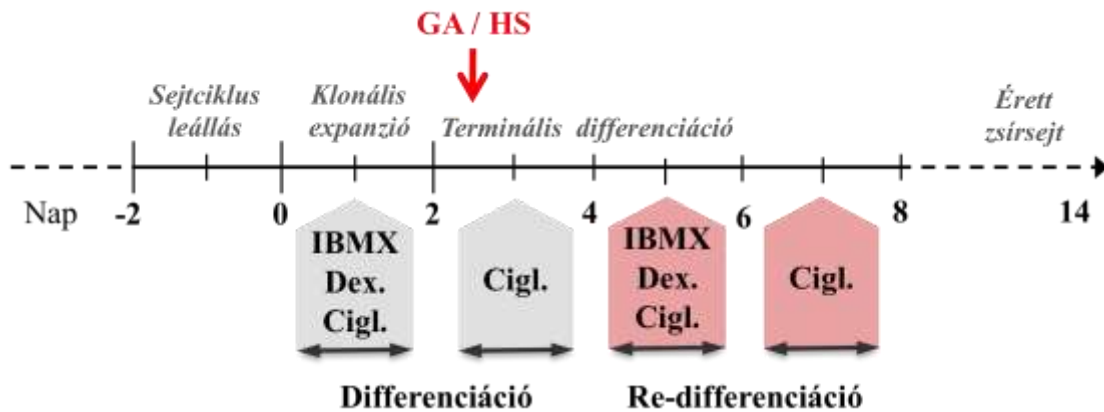 GA / HS
Sejtciklus
leállás
Klonális
expanzió
Terminális differenciáció
Érett
zsírsejt
Nap -2 0 2 4 6 8 14
IBMX
Dex.
Cigl.
Cigl.
IBMX
Dex.
Cigl.
Cigl.
Differenciáció
Re-differenciáció